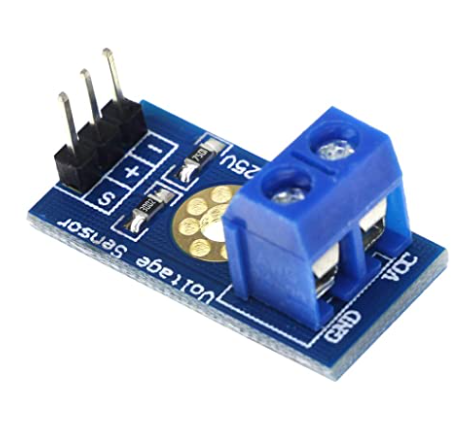 S + -
25V
Voltage Sensor
GND
VCC